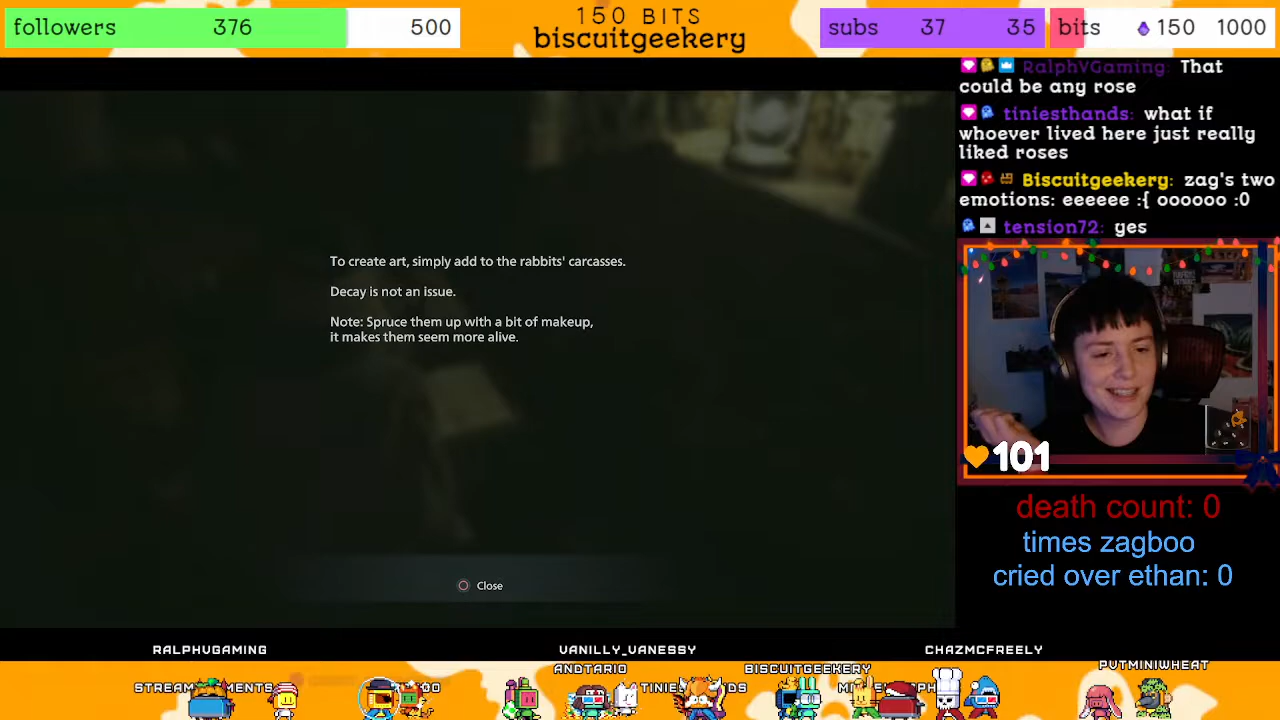 followers 376 500
150 BITS
biscuitgeekery
subs 37 35
bits 150 1000
RalphVGaming: That
could be any rose
tiniesthands: what if
whoever lived here just really
liked roses
Biscuitgeekery: zag's two
emotions: eeeeee :{ oooooo :0
tension72: yes
To create art, simply add to the rabbits' carcasses.
Decay is not an issue.
Note: Spruce them up with a bit of makeup,
it makes them seem more alive.
Close
101
death count: 0
times zagboo
cried over ethan: 0
RALPHVGAMING
VANILLY_VANESSY
CHAZMCFREELY
ANDTARIO
BISCUITGEEKERY
PUTMINIWHEAT